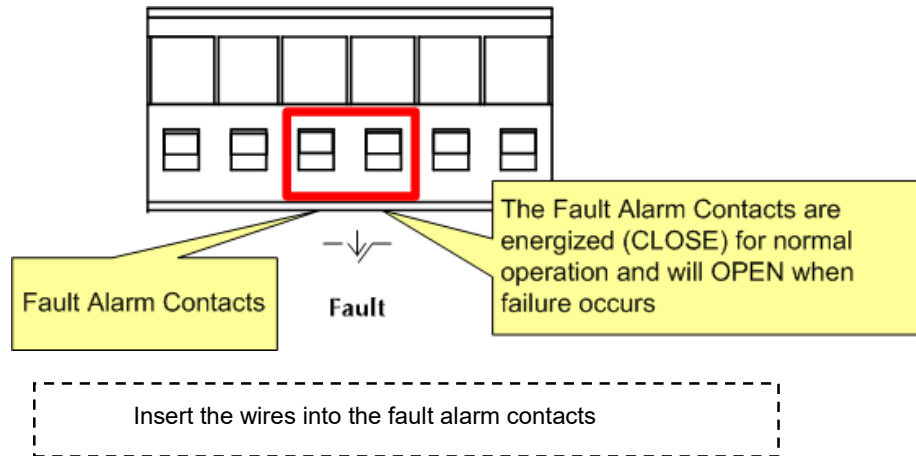 Fault Alarm Contacts
Fault
The Fault Alarm Contacts are
energized (CLOSE) for normal
operation and will OPEN when
failure occurs
Insert the wires into the fault alarm contacts